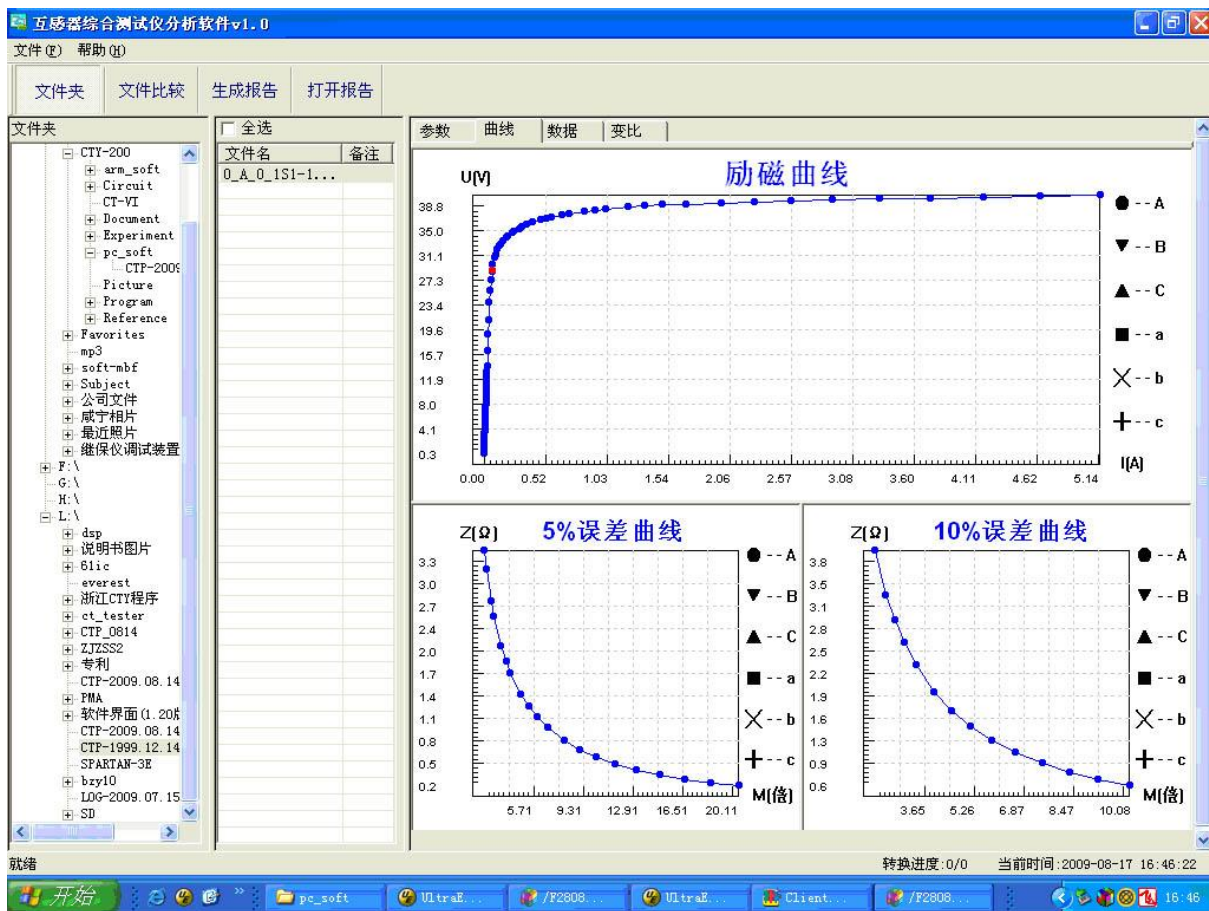 互感器综合测试仪分析软件v1.0
文件(F) 帮助(H)
文件夹 文件比较 生成报告 打开报告
文件夹
CTY-200
arm_soft
Circuit
CT-VI
Document
Experiment
pc_soft
CTP-2009
Picture
Program
Reference
Favorites
mp3
soft-mbf
Subject
公司文件
咸宁相片
最近照片
继保仪调试装置
F:\
G:\
H:\
L:\
dsp
说明书图片
61ic
everest
浙江CTY程序
ct_tester
CTP_0814
ZJZSS2
专利
CTP-2009.08.14
PMA
软件界面(1.20版
CTP-2009.08.14
CTP-1999.12.14
SPARTAN-3E
bzy10
LOG-2009.07.15
SD
全选
文件名 备注
0_A_0_1S1-1...
参数 曲线 数据 变比
励磁曲线
U(V)
38.8
35.0
31.1
27.3
23.4
19.6
15.7
11.9
8.0
4.1
0.3
0.00 0.52 1.03 1.54 2.06 2.57 3.08 3.60 4.11 4.62 5.14
I(A)
-- A
-- B
-- C
-- a
-- b
-- c
Z(Ω) 5%误差曲线
3.3
3.0
2.7
2.4
2.0
1.7
1.4
1.1
0.8
0.5
0.2
5.71 9.31 12.91 16.51 20.11
M(倍)
-- A
-- B
-- C
-- a
-- b
-- c
Z(Ω) 10%误差曲线
3.8
3.5
3.1
2.8
2.5
2.2
1.9
1.6
1.3
0.9
0.6
3.65 5.26 6.87 8.47 10.08
M(倍)
-- A
-- B
-- C
-- a
-- b
-- c
就绪 转换进度:0/0 当前时间:2009-08-17 16:46:22
开始 pc_soft UltraE... /F2808... UltraE... Client... /F2808... 16:46